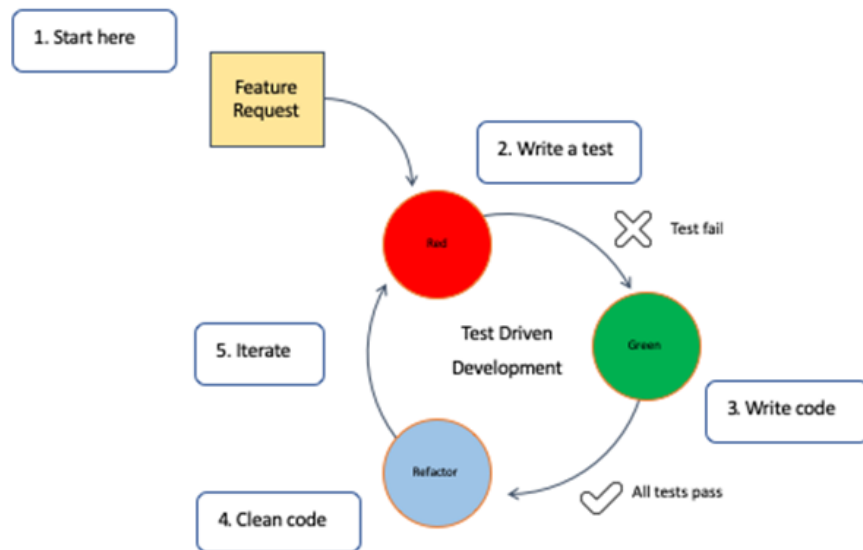 1. Start here
Feature
Request
2. Write a test
Red
Test fail
Test Driven
Development
Green
5. Iterate
3. Write code
Refactor
All tests pass
4. Clean code